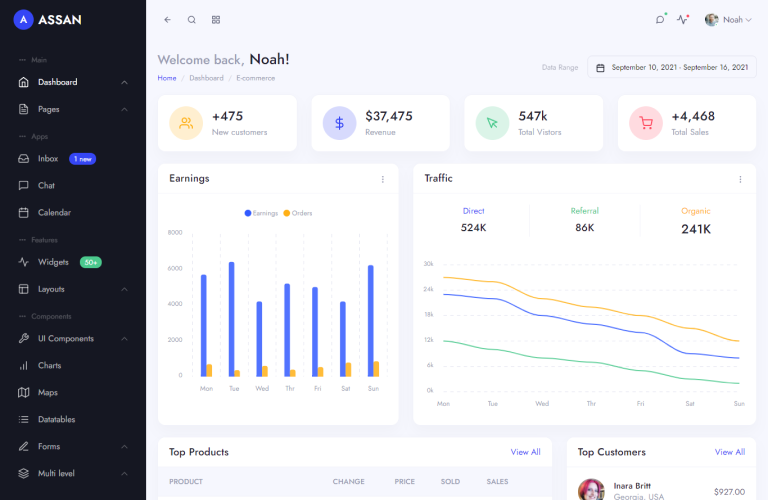 A ASSAN
Main
Dashboard
Pages
Apps
Inbox 1 new
Chat
Calendar
Features
Widgets 50+
Layouts
Components
UI Components
Charts
Maps
Datatables
Forms
Multi level
Noah
Welcome back, Noah!
Home / Dashboard / E-commerce
Data Range September 10, 2021 - September 16, 2021
+475
New customers
$37,475
Revenue
547k
Total Vistors
+4,468
Total Sales
Earnings
Earnings Orders
8000
6000
4000
2000
0
Mon Tue Wed Thr Fri Sat Sun
Traffic
Direct Referral Organic
524K 86K 241K
30k
24k
18k
12k
6k
0k
Mon Tue Wed Thr Fri Sat Sun
Top Products View All
PRODUCT CHANGE PRICE SOLD SALES
Top Customers View All
Inara Britt
Georgia, USA
$927.00